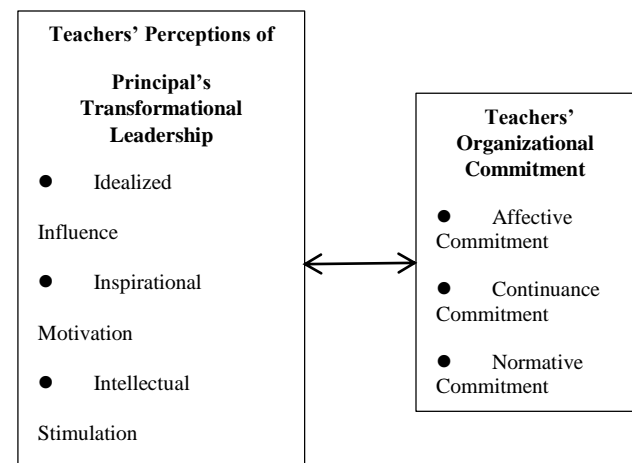 Teachers' Perceptions of
Principal's
Transformational
Leadership
● Idealized
Influence
● Inspirational
Motivation
● Intellectual
Stimulation
Teachers'
Organizational
Commitment
● Affective
Commitment
● Continuance
Commitment
● Normative
Commitment